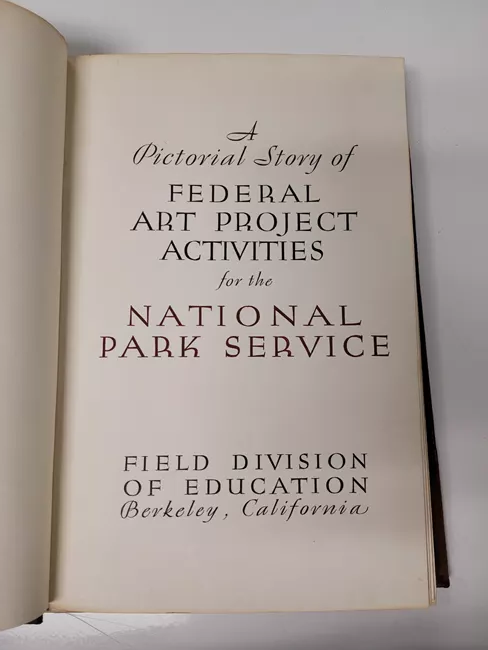 A
Pictorial Story of
FEDERAL
ART PROJECT
ACTIVITIES
for the
NATIONAL
PARK SERVICE
FIELD DIVISION
OF EDUCATION
Berkeley, California